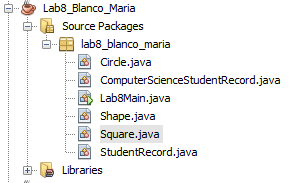 Lab8_Blanco_Maria
Source Packages
lab8_blanco_maria
Circle.java
ComputerScienceStudentRecord.java
Lab8Main.java
Shape.java
Square.java
StudentRecord.java
Libraries